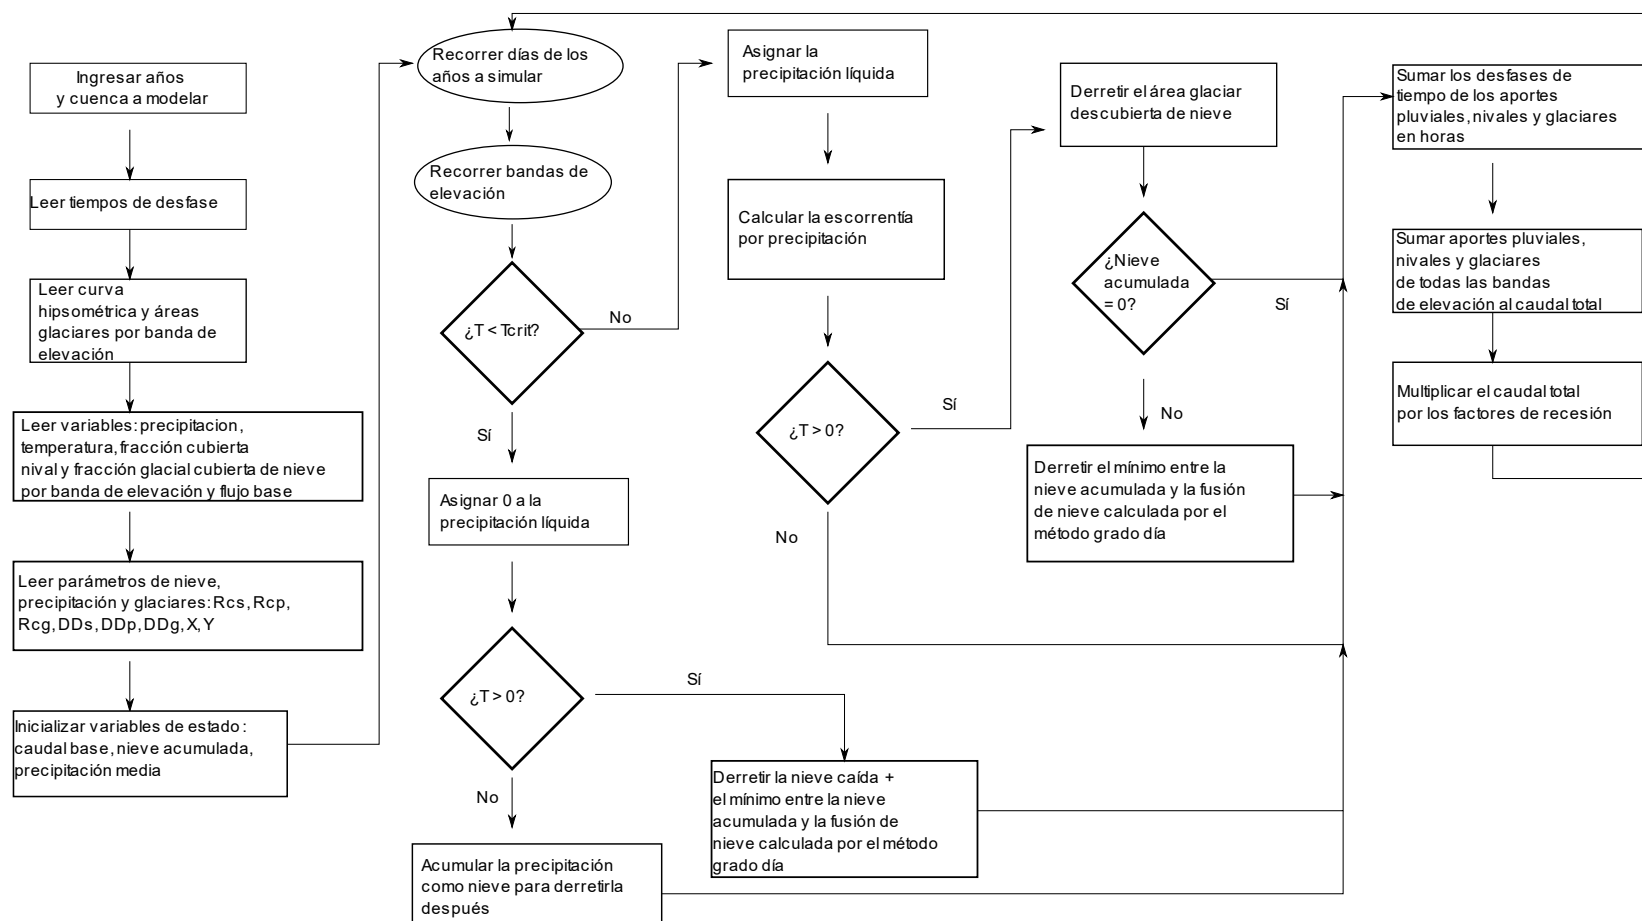 Ingresar años
y cuenca a modelar
Leer tiempos de desfase
Leer curva
hipsométrica y áreas
glaciares por banda de
elevación
Leer variables: precipitacion,
temperatura, fracción cubierta
nival y fracción glacial cubierta de nieve
por banda de elevación y flujo base
Leer parámetros de nieve,
precipitación y glaciares: Rcs, Rcp,
Rcg, DDs, DDp, DDg, X, Y
Inicializar variables de estado:
caudal base, nieve acumulada,
precipitación media
Recorrer días de los
años a simular
Recorrer bandas de
elevación
¿T < Tcrit?
No
Sí
Asignar 0 a la
precipitación líquida
¿T > 0?
Sí
No
Acumular la precipitación
como nieve para derretirla
después
Asignar la
precipitación líquida
Calcular la escorrentía
por precipitación
¿T > 0?
Sí
No
Derretir la nieve caída +
el mínimo entre la nieve
acumulada y la fusión de
nieve calculada por el método
grado día
Derretir el área glaciar
descubierta de nieve
¿Nieve
acumulada
= 0?
Sí
No
Derretir el mínimo entre la
nieve acumulada y la fusión
de nieve calculada por el
método grado día
Sumar los desfases de
tiempo de los aportes
pluviales, nivales y glaciares
en horas
Sumar aportes pluviales,
nivales y glaciares
de todas las bandas
de elevación al caudal total
Multiplicar el caudal total
por los factores de recesión